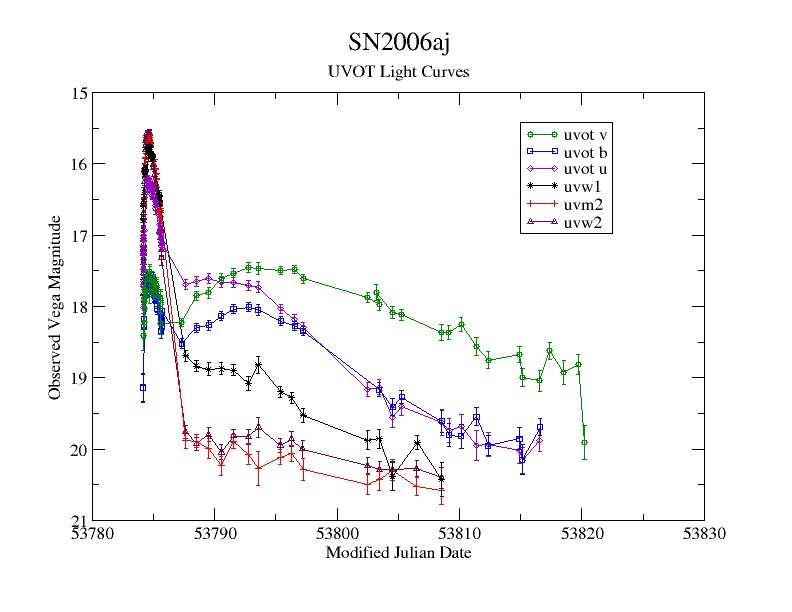 SN2006aj
UVOT Light Curves
15
16
17
18
19
20
21
Observed Vega Magnitude
uvot v
uvot b
uvot u
uvw1
uvm2
uvw2
53780
53790
53800
53810
53820
53830
Modified Julian Date